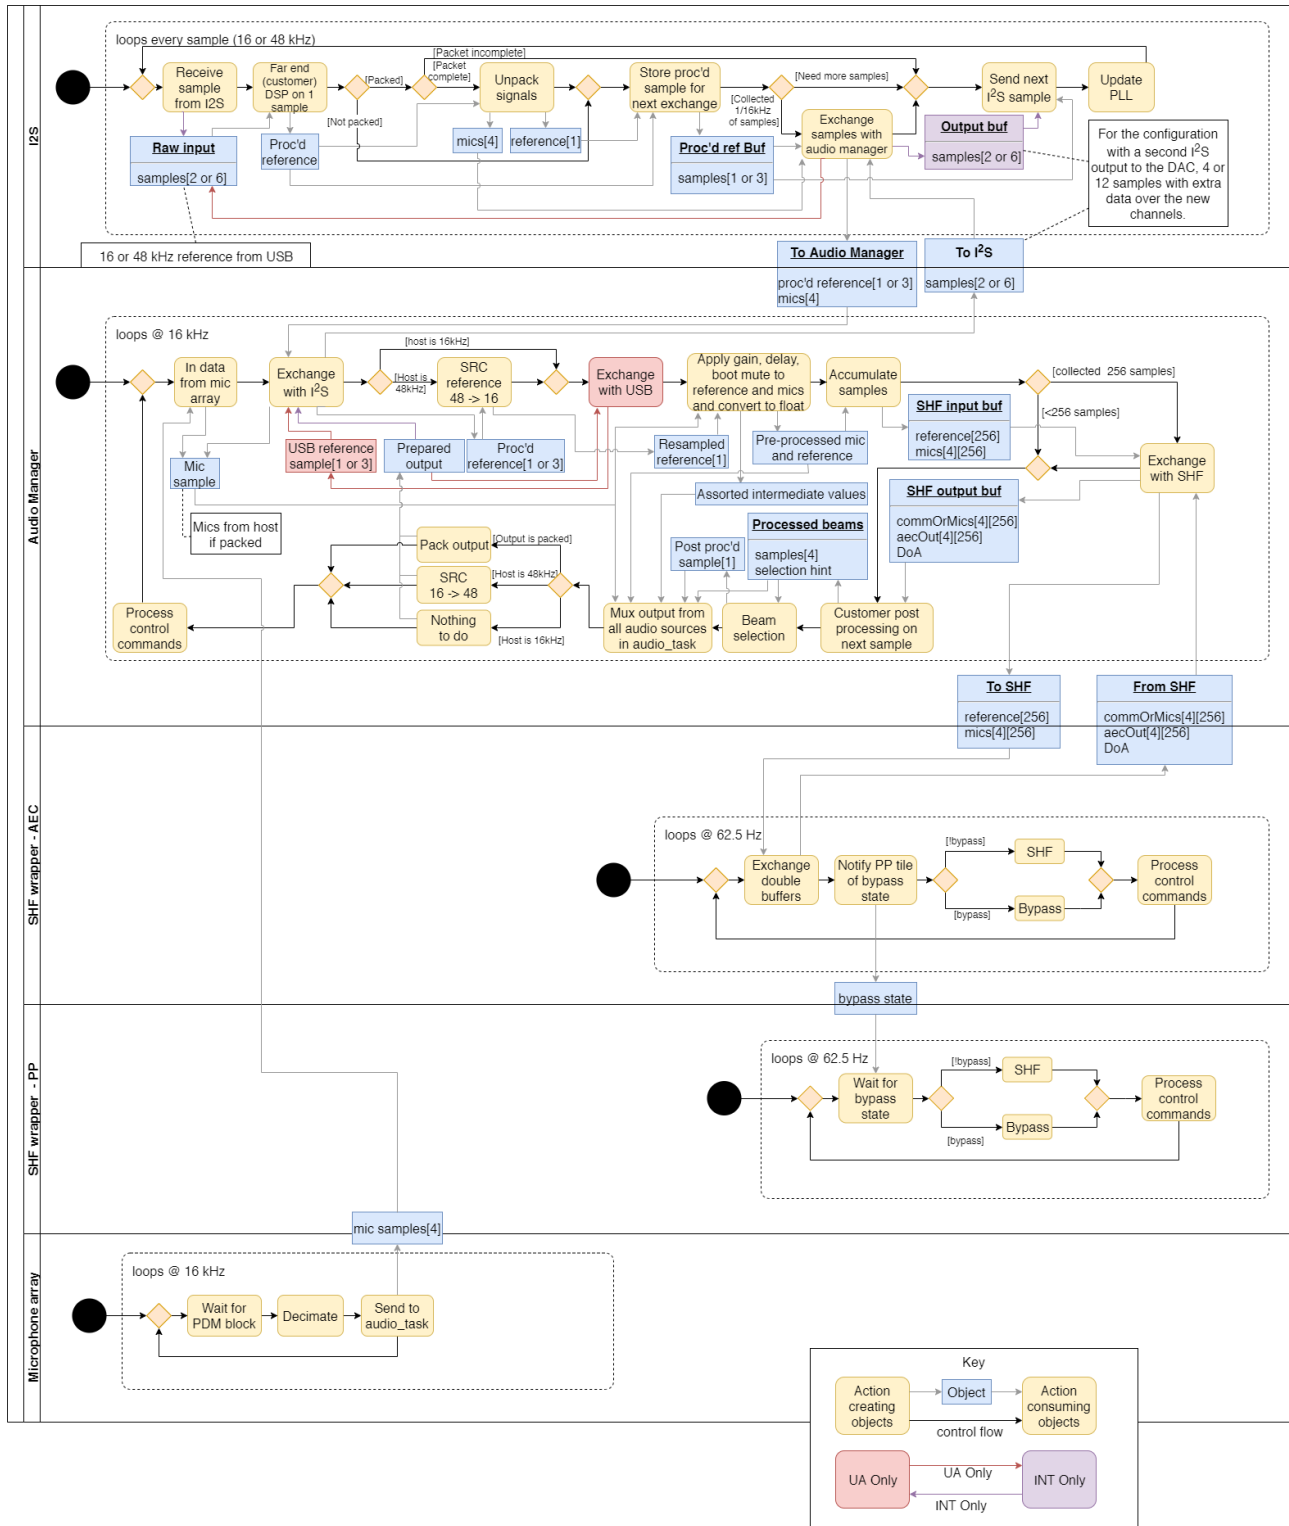 I2S
loops every sample (16 or 48 kHz)
Receive
sample
from I2S
Far end
(customer)
DSP on 1
sample
[Packed]
[Not packed]
[Packet incomplete]
[Packet
complete]
Unpack
signals
Store proc'd
sample for
next exchange
[Need more samples]
[Collected
1/16kHz
of samples]
Exchange
samples with
audio manager
Send next
I²S sample
Update
PLL
Raw input
samples[2 or 6]
Proc'd
reference
mics[4]
reference[1]
Proc'd ref Buf
samples[1 or 3]
Output buf
samples[2 or 6]
For the configuration
with a second I²S
output to the DAC, 4 or
12 samples with extra
data over the new
channels.
16 or 48 kHz reference from USB
To Audio Manager
proc'd reference[1 or 3]
mics[4]
To I²S
samples[2 or 6]
Audio Manager
loops @ 16 kHz
In data
from mic
array
Exchange
with I²S
[host is 16kHz]
[Host is
48kHz]
SRC
reference
48 -> 16
Exchange
with USB
Apply gain, delay,
boot mute to
reference and mics
and convert to float
Accumulate
samples
[collected 256 samples]
[<256 samples]
SHF input buf
reference[256]
mics[4][256]
Exchange
with SHF
Mic
sample
USB reference
sample[1 or 3]
Prepared
output
Proc'd
reference[1 or 3]
Resampled
reference[1]
Pre-processed mic
and reference
Assorted intermediate values
SHF output buf
commOrMics[4][256]
aecOut[4][256]
DoA
Mics from host
if packed
Pack output
[Output is packed]
SRC
16 -> 48
[Host is 48kHz]
Nothing
to do
[Host is 16kHz]
Post proc'd
sample[1]
Processed beams
samples[4]
selection hint
Process
control
commands
Mux output from
all audio sources
in audio_task
Beam
selection
Customer post
processing on
next sample
To SHF
reference[256]
mics[4][256]
From SHF
commOrMics[4][256]
aecOut[4][256]
DoA
SHF wrapper - AEC
loops @ 62.5 Hz
Exchange
double
buffers
Notify PP tile
of bypass
state
[!bypass]
SHF
[bypass]
Bypass
Process
control
commands
bypass state
SHF wrapper - PP
loops @ 62.5 Hz
Wait for
bypass
state
[!bypass]
SHF
[bypass]
Bypass
Process
control
commands
mic samples[4]
Microphone array
loops @ 16 kHz
Wait for
PDM block
Decimate
Send to
audio_task
Key
Action
creating
objects
Object
Action
consuming
objects
control flow
UA Only
UA Only
INT Only
INT Only